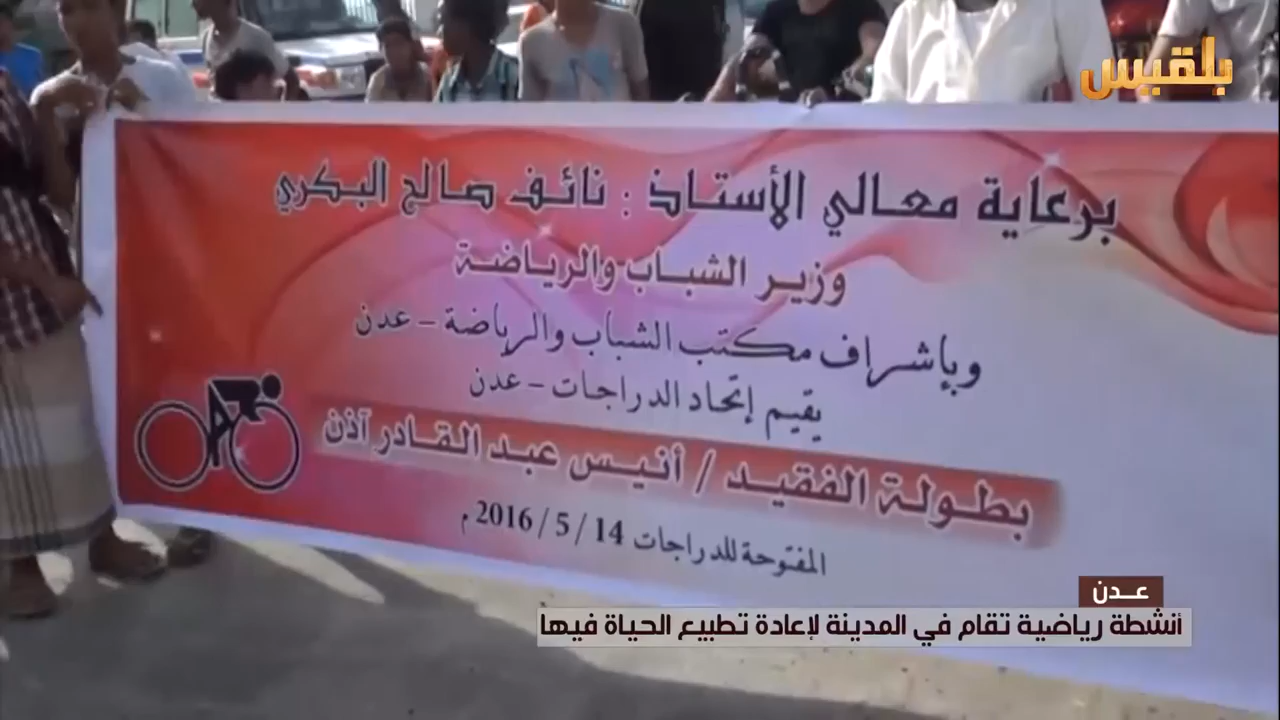 بلقيس
برعاية معالي الأستاذ : نائف صالح البكري
وزير الشباب والرياضة
وبإشراف مكتب الشباب والرياضة - عدن
يقيم إتحاد الدراجات - عدن
بطولة الفقيد / أنيس عبد القادر آذن
المفتوحة للدراجات 14 / 5 / 2016 م
عدن
أنشطة رياضية تقام في المدينة لإعادة تطبيع الحياة فيها